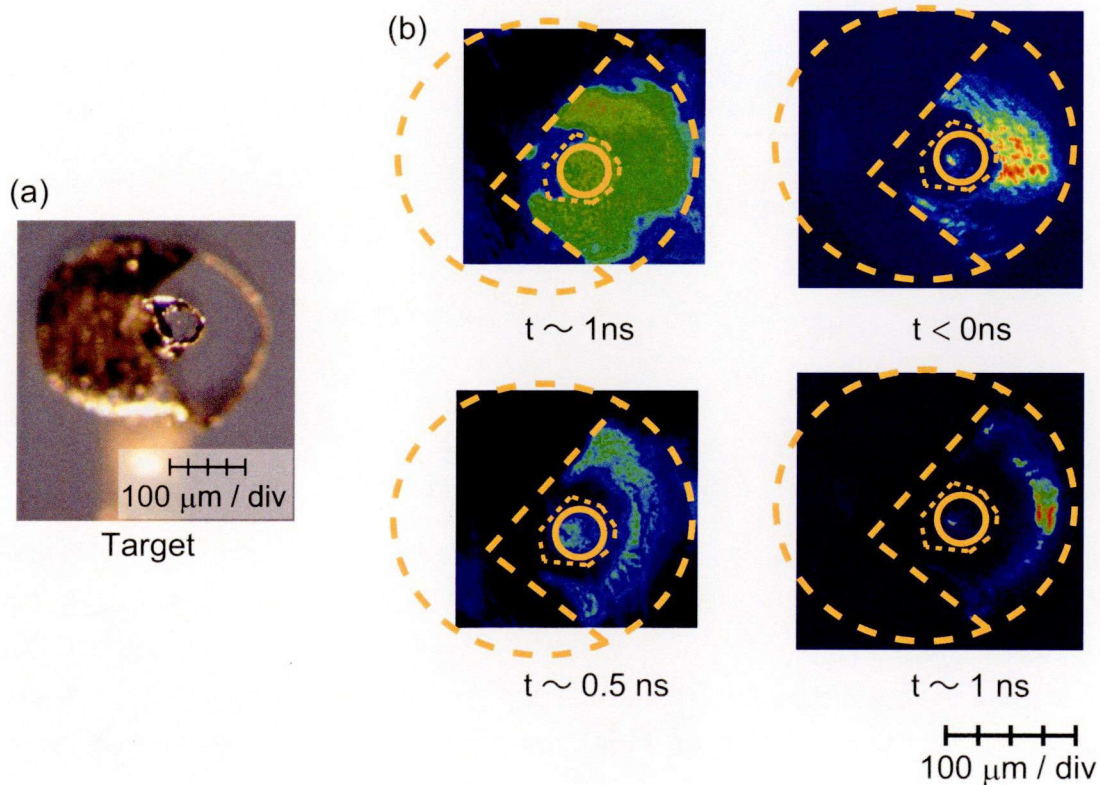 (a)
100 μm / div
Target
(b)
t ~ 1ns
t < 0ns
t ~ 0.5 ns
t ~ 1 ns
100 μm / div